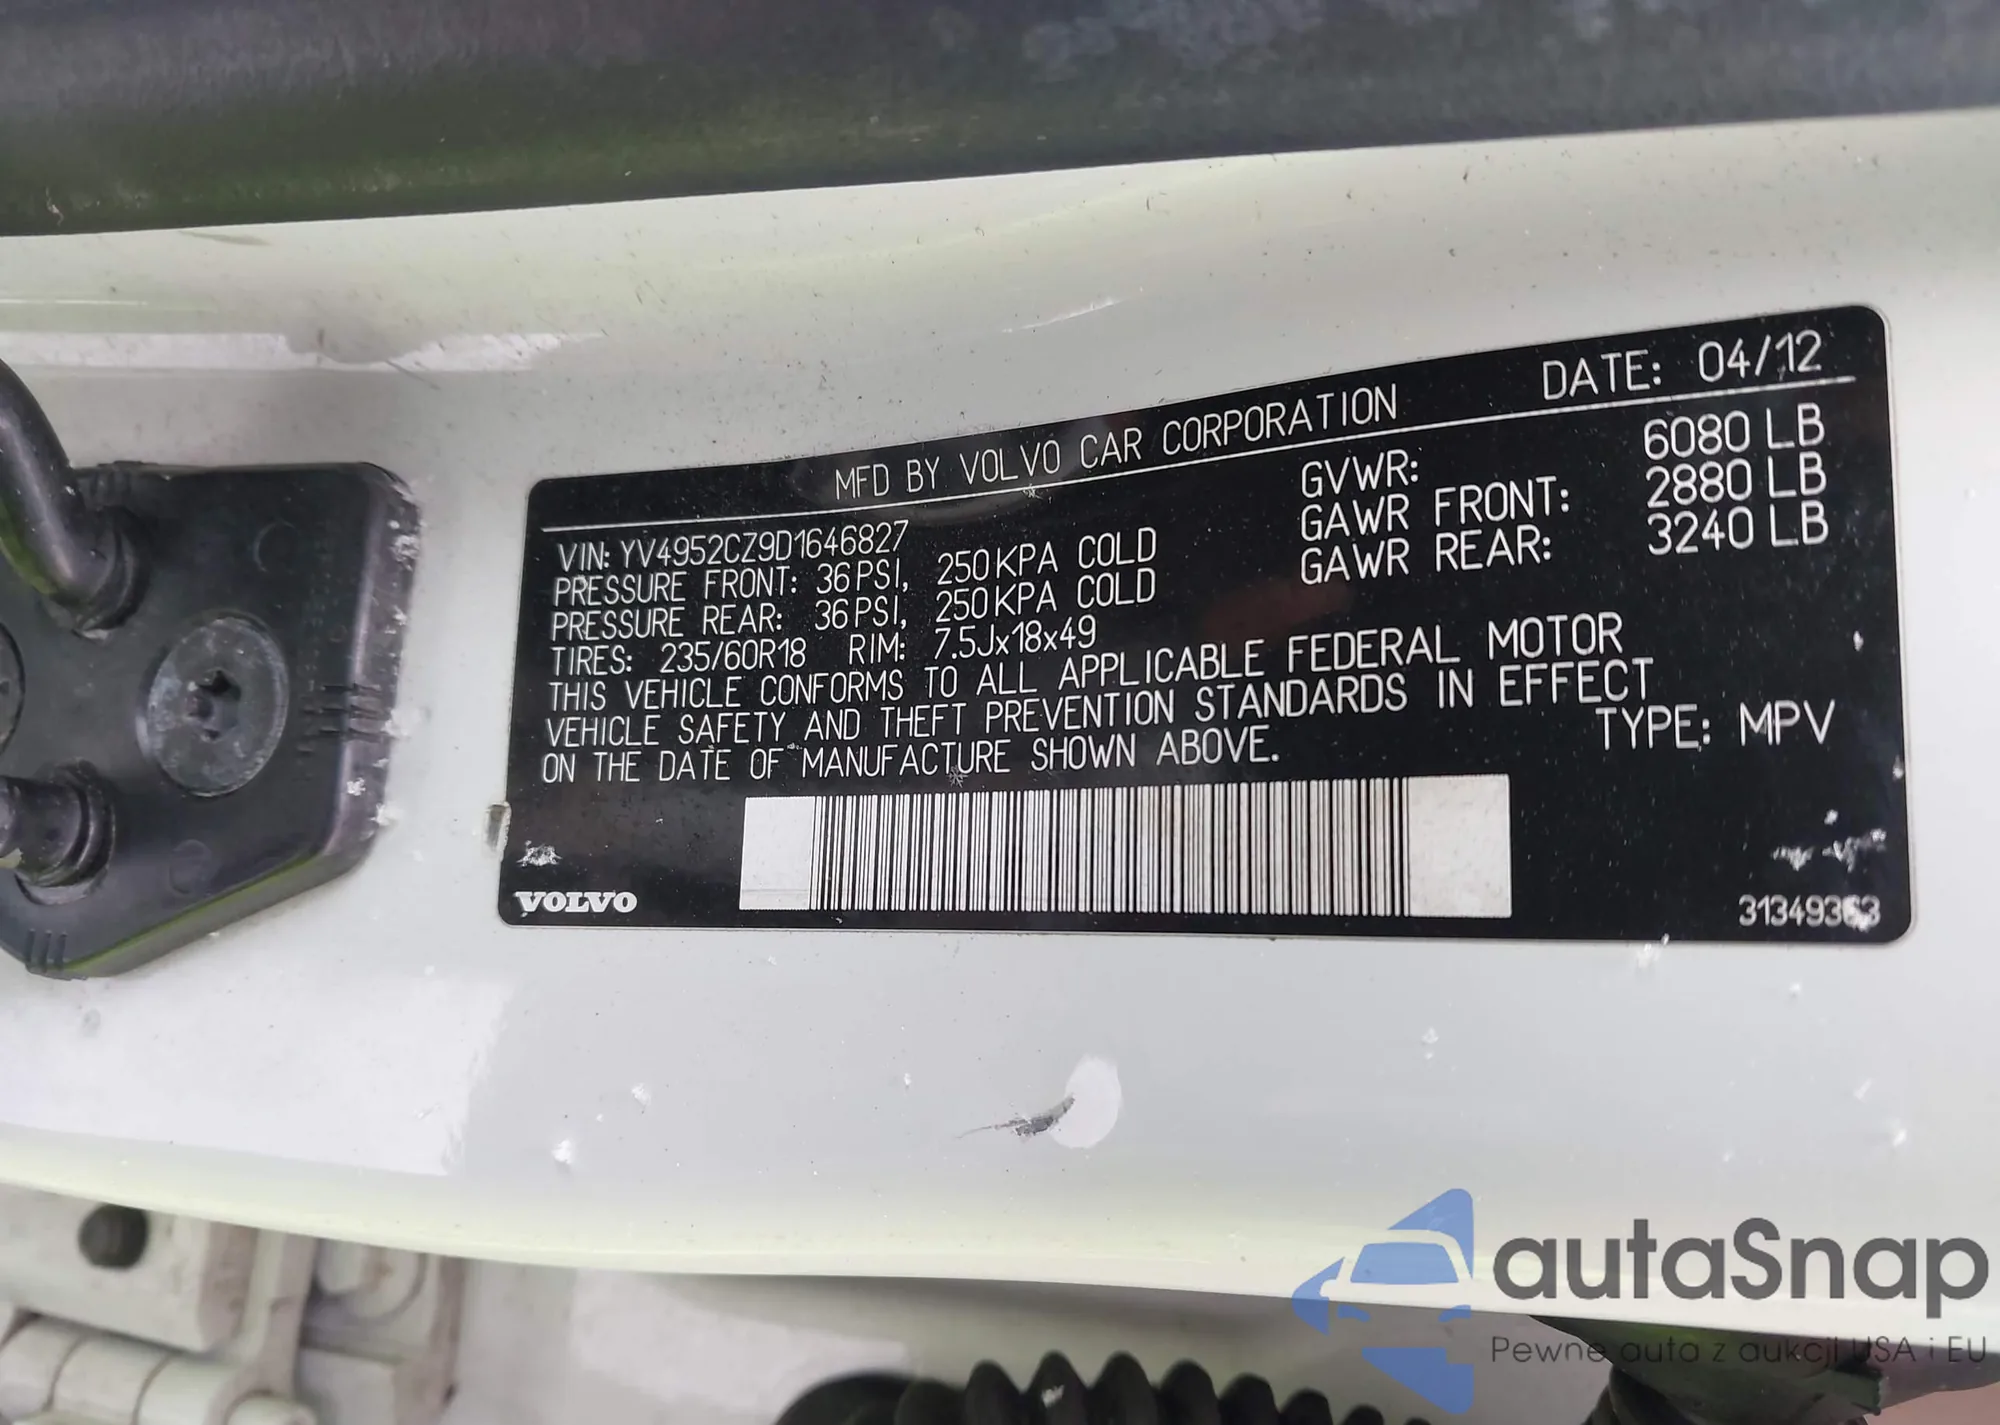 MFD BY VOLVO CAR CORPORATION DATE: 04/12
VIN: YV4952CZ9D1646827 GVWR: 6080 LB
PRESSURE FRONT: 36 PSI, 250 KPA COLD GAWR FRONT: 2880 LB
PRESSURE REAR: 36 PSI, 250 KPA COLD GAWR REAR: 3240 LB
TIRES: 235/60R18 RIM: 7.5Jx18x49
THIS VEHICLE CONFORMS TO ALL APPLICABLE FEDERAL MOTOR
VEHICLE SAFETY AND THEFT PREVENTION STANDARDS IN EFFECT
ON THE DATE OF MANUFACTURE SHOWN ABOVE. TYPE: MPV
VOLVO
autaSnap
Pewne auta z aukcji USA i EU